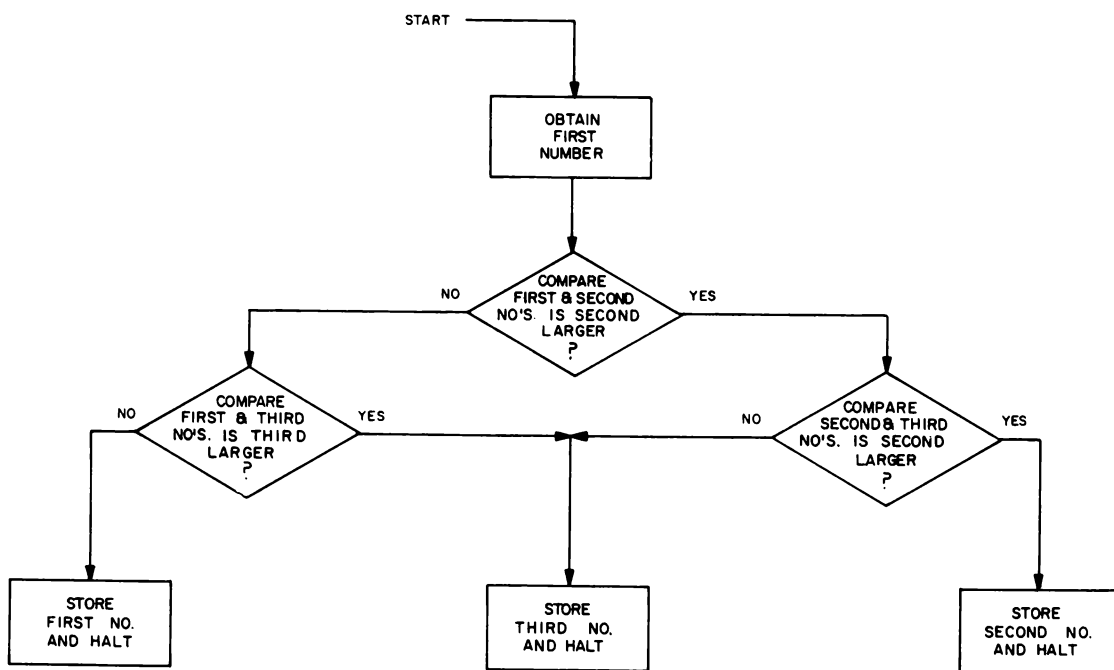 START
OBTAIN
FIRST
NUMBER
COMPARE
FIRST & SECOND
NO'S. IS SECOND
LARGER
?
NO
YES
COMPARE
FIRST & THIRD
NO'S. IS THIRD
LARGER
?
NO
YES
COMPARE
SECOND & THIRD
NO'S. IS SECOND
LARGER
?
NO
YES
STORE
FIRST NO.
AND HALT
STORE
THIRD NO.
AND HALT
STORE
SECOND NO.
AND HALT